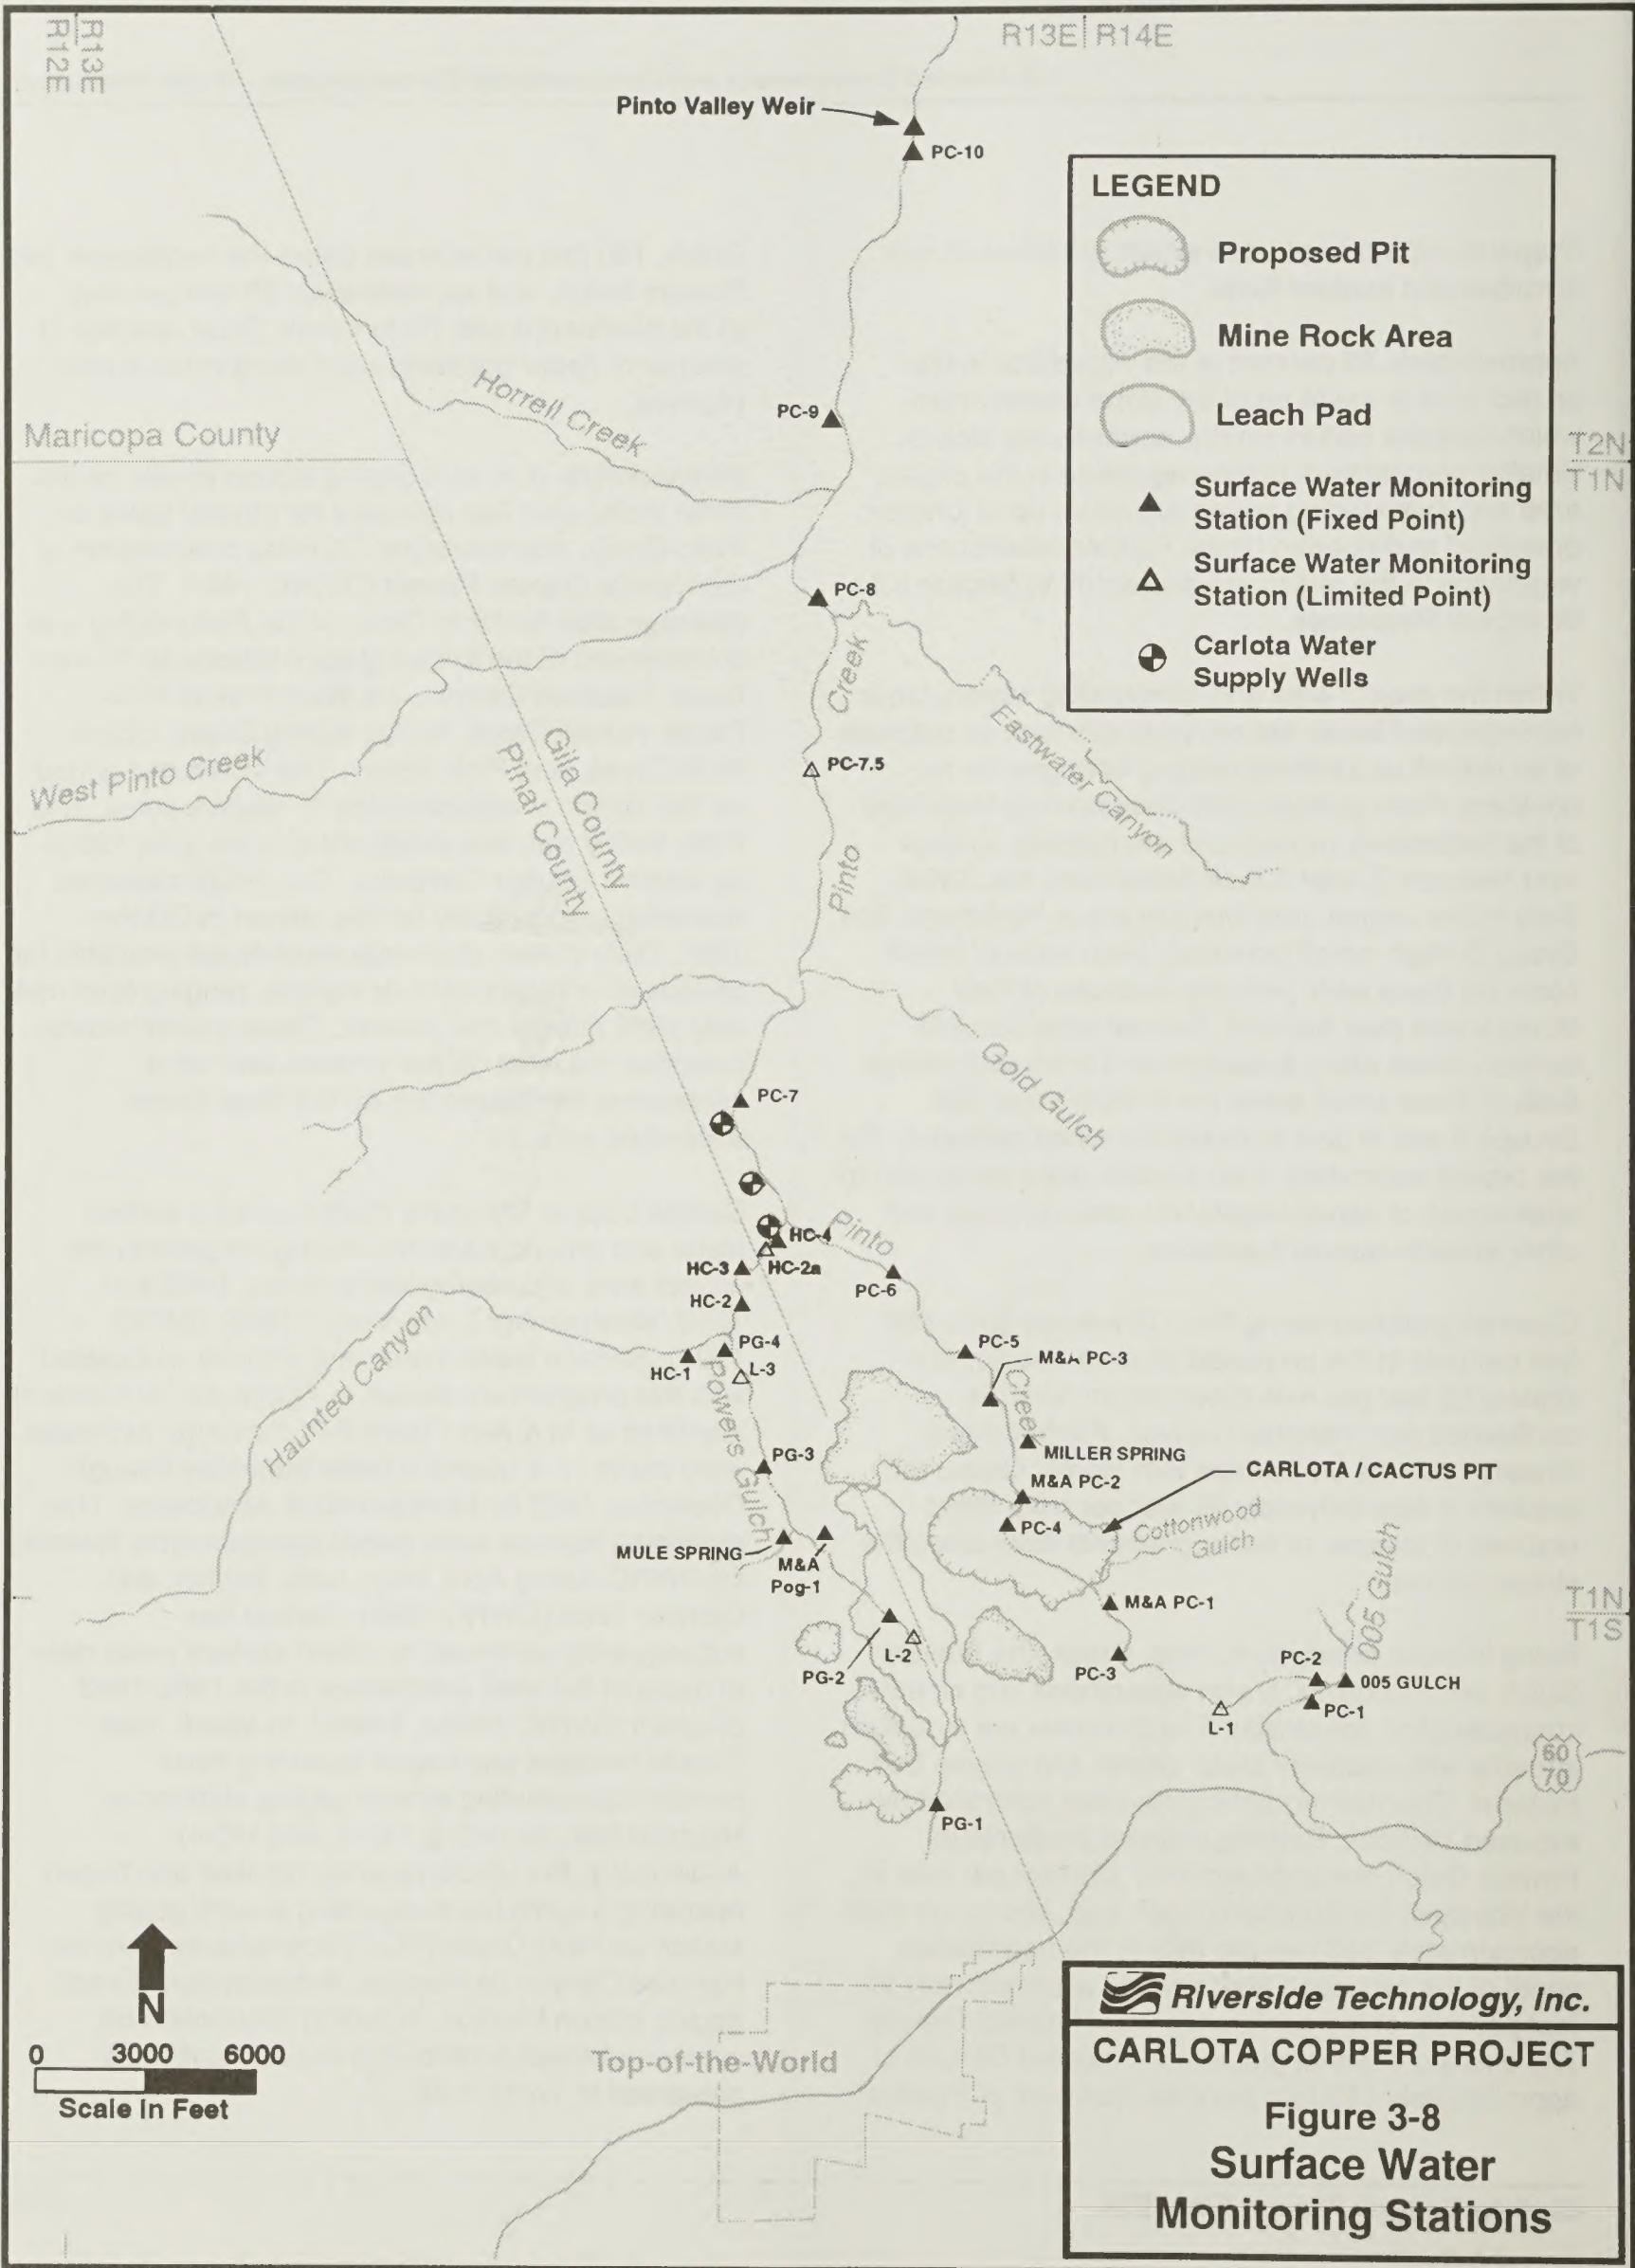 R13E
R12E
R13E R14E
Pinto Valley Weir
PC-10
LEGEND
Proposed Pit
Mine Rock Area
Leach Pad
Surface Water Monitoring
Station (Fixed Point)
Surface Water Monitoring
Station (Limited Point)
Carlota Water
Supply Wells
Horrell Creek
PC-9
Maricopa County
T2N
T1N
PC-8
Creek
Eastwater Canyon
PC-7.5
West Pinto Creek
Gila County
Pinal County
Pinto
Gold Gulch
PC-7
Pinto
HC-4
HC-3
HC-2a
PC-6
HC-2
PG-4
PC-5
M&A PC-3
HC-1
L-3
Creek
Haunted Canyon
Powers Gulch
MILLER SPRING
PG-3
CARLOTA / CACTUS PIT
M&A PC-2
PC-4
Cottonwood
Gulch
MULE SPRING
M&A
Pog-1
005 Gulch
M&A PC-1
T1N
T1S
L-2
PG-2
PC-3
PC-2
005 GULCH
PC-1
L-1
60
70
PG-1
N
0 3000 6000
Scale In Feet
Top-of-the-World
Riverside Technology, Inc.
CARLOTA COPPER PROJECT
Figure 3-8
Surface Water
Monitoring Stations